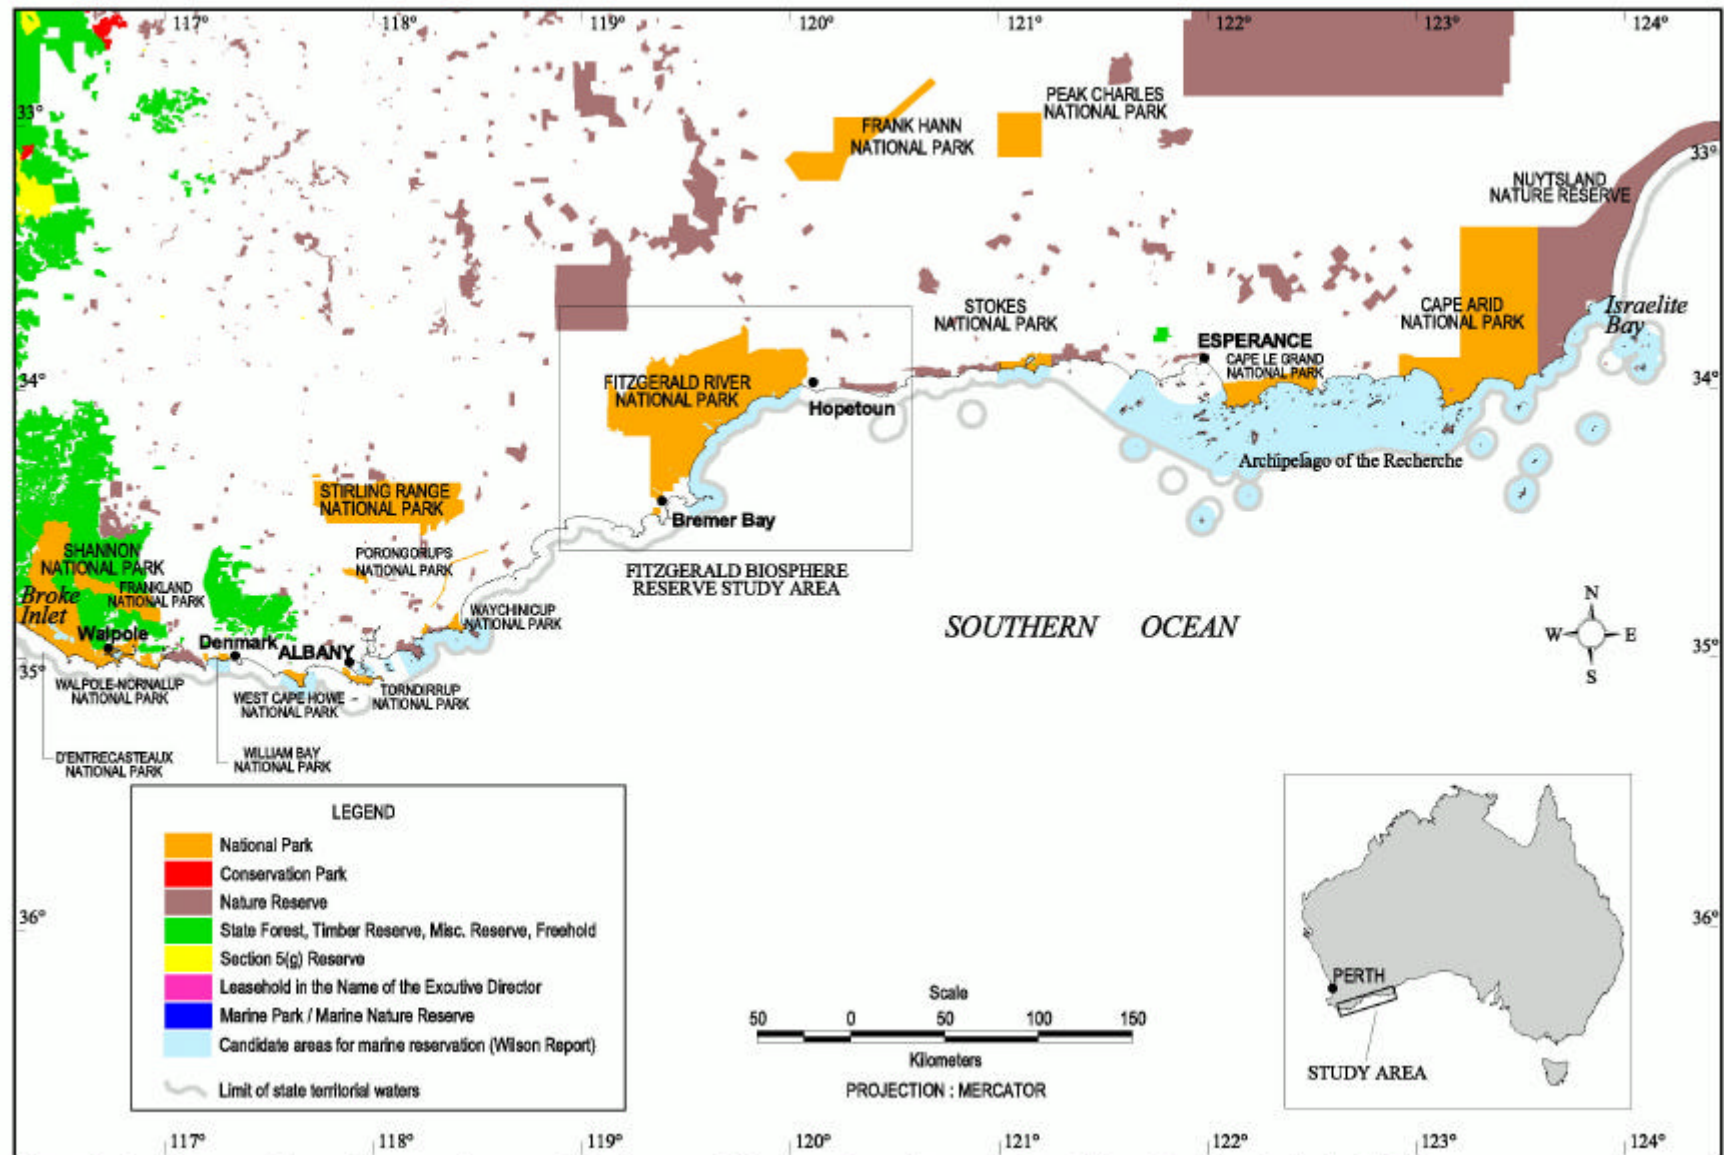 117°
118°
119°
120°
121°
122°
123°
124°
33°
33°
PEAK CHARLES
NATIONAL PARK
FRANK HANN
NATIONAL PARK
NUYTSLAND
NATURE RESERVE
STOKES
NATIONAL PARK
CAPE ARID
NATIONAL PARK
Israelite
Bay
ESPERANCE
CAPE LE GRAND
NATIONAL PARK
34°
34°
FITZGERALD RIVER
NATIONAL PARK
Hopetoun
Archipelago of the Recherche
STIRLING RANGE
NATIONAL PARK
Bremer Bay
SHANNON
NATIONAL PARK
PORONGORUPS
NATIONAL PARK
FITZGERALD BIOSPHERE
RESERVE STUDY AREA
FRANKLAND
NATIONAL PARK
Broke
Inlet
WAYCHINICUP
NATIONAL PARK
SOUTHERN OCEAN
N
W
E
S
Walpole
Denmark
ALBANY
35°
35°
WALPOLE-NORNALUP
NATIONAL PARK
WEST CAPE HOWE
NATIONAL PARK
TORNDIRRUP
NATIONAL PARK
D'ENTRECASTEAUX
NATIONAL PARK
WILLIAM BAY
NATIONAL PARK
LEGEND
National Park
Conservation Park
Nature Reserve
State Forest, Timber Reserve, Misc. Reserve, Freehold
Section 5(g) Reserve
Leasehold in the Name of the Excutive Director
Marine Park / Marine Nature Reserve
Candidate areas for marine reservation (Wilson Report)
Limit of state territorial waters
36°
36°
Scale
50 0 50 100 150
Kilometers
PROJECTION : MERCATOR
PERTH
STUDY AREA
117°
118°
119°
120°
121°
122°
123°
124°